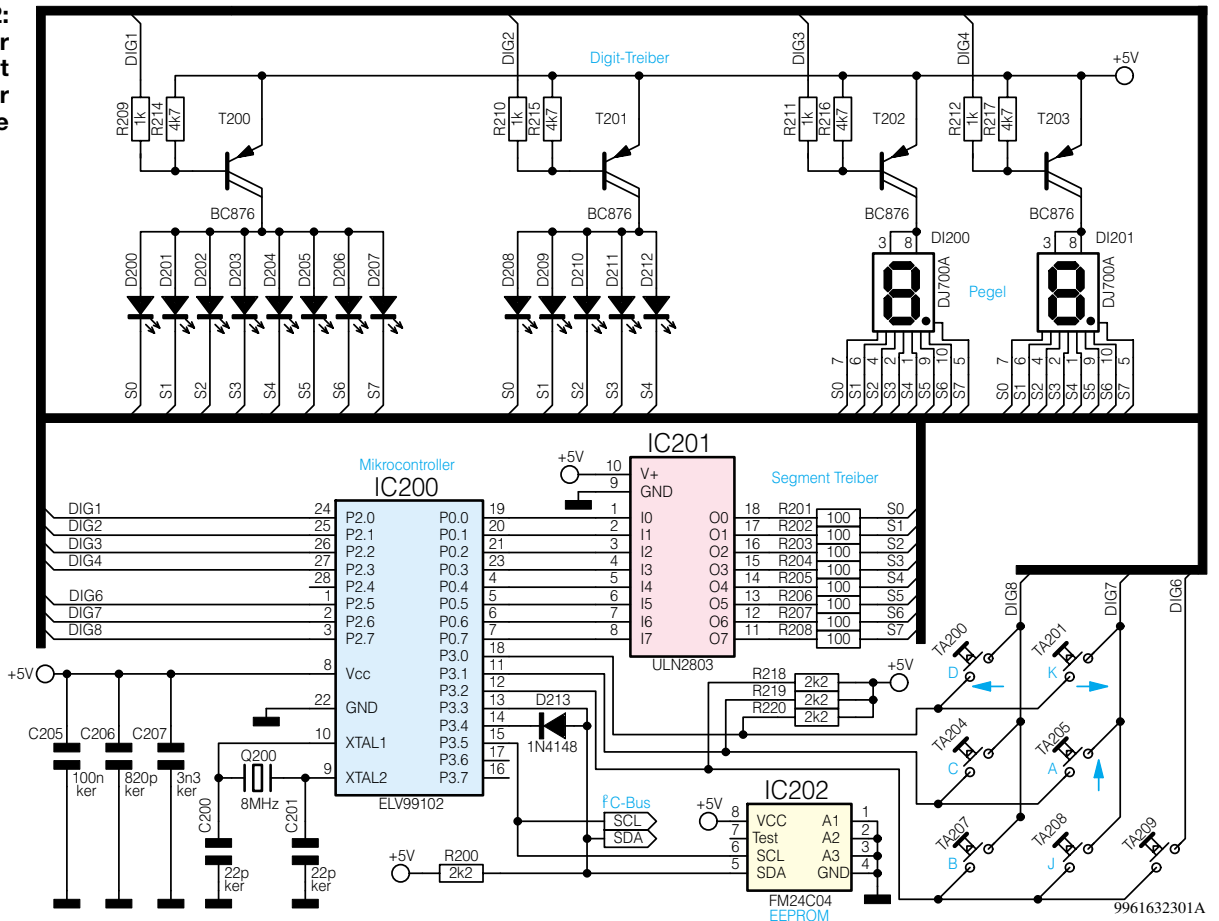 2:
r
t
r
e
DIG1
DIG2
DIG3
DIG4
Digit-Treiber
+5V
R209
1k
R214
4k7
T200
R210
1k
R215
4k7
T201
R211
1k
R216
4k7
T202
R212
1k
R217
4k7
T203
BC876
BC876
BC876
BC876
D200
D201
D202
D203
D204
D205
D206
D207
D208
D209
D210
D211
D212
3 8
DI200
DJ700A
Pegel
3 8
DI201
DJ700A
7 6 4 2 1 9 10 5
7 6 4 2 1 9 10 5
S0 S1 S2 S3 S4 S5 S6 S7
S0 S1 S2 S3 S4
S0 S1 S2 S3 S4 S5 S6 S7
S0 S1 S2 S3 S4 S5 S6 S7
Mikrocontroller
IC200
IC201
Segment Treiber
+5V
10 V+
9 GND
DIG1 24 P2.0 P0.0 19
DIG2 25 P2.1 P0.1 20
DIG3 26 P2.2 P0.2 21
DIG4 27 P2.3 P0.3 23
28 P2.4 P0.4 4
DIG6 1 P2.5 P0.5 5
DIG7 2 P2.6 P0.6 6
DIG8 3 P2.7 P0.7 7
P3.0 18
+5V 8 Vcc P3.1 11
P3.2 12
22 GND P3.3 13
P3.4 14
10 XTAL1 P3.5 15
P3.6 17
9 XTAL2 P3.7 16
ELV99102
1 I0 O0 18 R201 100 S0
2 I1 O1 17 R202 100 S1
3 I2 O2 16 R203 100 S2
4 I3 O3 15 R204 100 S3
5 I4 O4 14 R205 100 S4
6 I5 O5 13 R206 100 S5
7 I6 O6 12 R207 100 S6
8 I7 O7 11 R208 100 S7
ULN2803
R218 2k2 +5V
R219 2k2
R220 2k2
D213
1N4148
C205
100n
ker
C206
820p
ker
C207
3n3
ker
Q200
8MHz
C200
22p
ker
C201
22p
ker
I²C-Bus
SCL
SDA
+5V R200
2k2
IC202
+5V 8 VCC A1 1
7 Test A2 2
6 SCL A3 3
5 SDA GND 4
FM24C04
EEPROM
DIG8
DIG7
DIG6
TA200
D
TA201
K
TA204
C
TA205
A
TA207
B
TA208
J
TA209
9961632301A